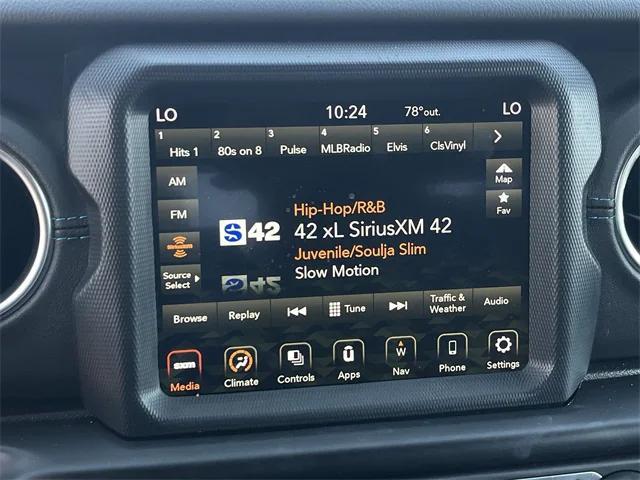 LO 10:24 78°out. LO
1 2 3 4 5 6
Hits 1 80s on 8 Pulse MLBRadio Elvis ClsVinyl
AM
Map
FM
Fav
Hip-Hop/R&B
S 42
42 xL SiriusXM 42
Juvenile/Soulja Slim
Slow Motion
Source
Select
Browse Replay Tune Traffic & Audio
Weather
W
Media Climate Controls Apps Nav Phone Settings